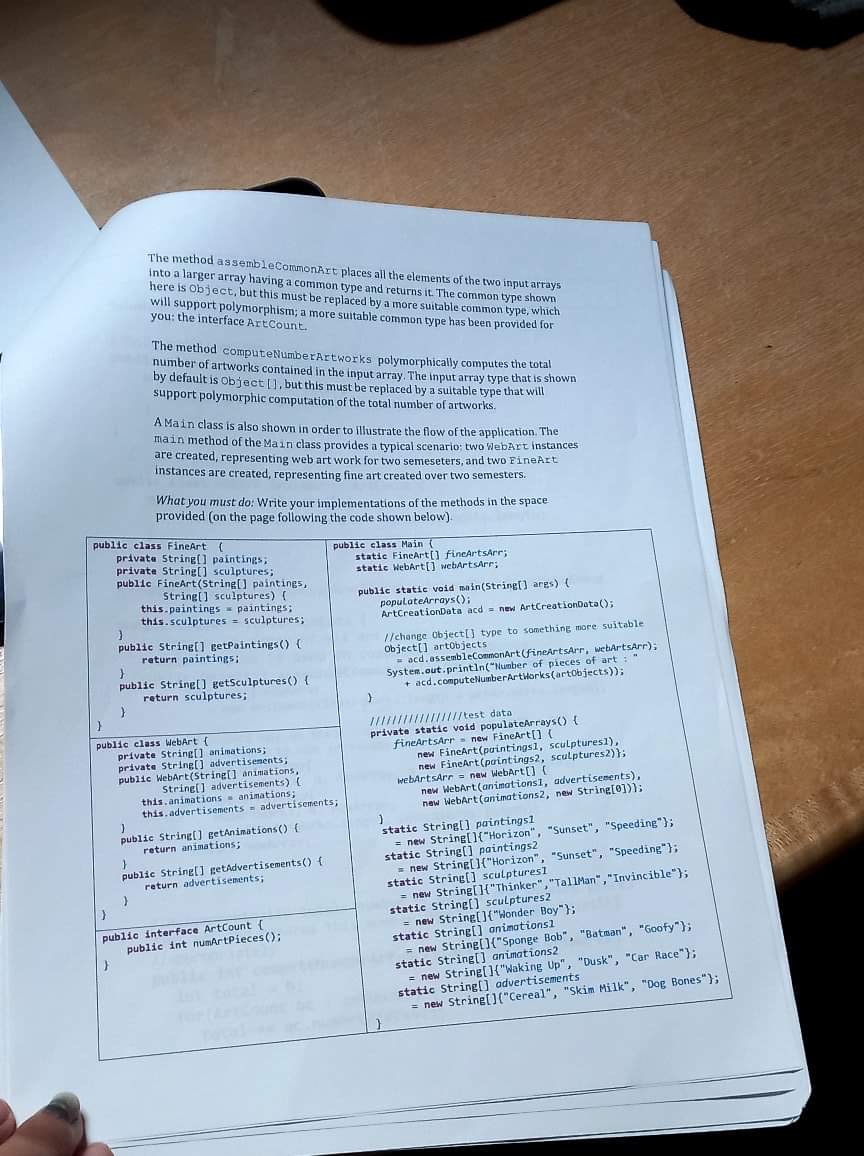 The method assembleCommonArt places all the elements of the two input arrays
into a larger array having a common type and returns it. The common type shown
here is Object, but this must be replaced by a more suitable common type, which
will support polymorphism; a more suitable common type has been provided for
you: the interface ArtCount.
The method computeNumberArtworks polymorphically computes the total
number of artworks contained in the input array. The input array type that is shown
by default is Object[], but this must be replaced by a suitable type that will
support polymorphic computation of the total number of artworks.
A Main class is also shown in order to illustrate the flow of the application. The
main method of the Main class provides a typical scenario: two WebArt instances
are created, representing web art work for two semeseters, and two FineArt
instances are created, representing fine art created over two semesters.
What you must do: Write your implementations of the methods in the space
provided (on the page following the code shown below).
public class FineArt {
private String[] paintings;
private String[] sculptures;
public FineArt(String[] paintings,
String[] sculptures) {
this.paintings = paintings;
this.sculptures = sculptures;
}
public String[] getPaintings() {
return paintings;
}
public String[] getSculptures() {
return sculptures;
}
}
public class WebArt {
private String[] animations;
private String[] advertisements;
public WebArt(String[] animations,
String[] advertisements) {
this.animations = animations;
this.advertisements = advertisements;
}
public String[] getAnimations() {
return animations;
}
public String[] getAdvertisements() {
return advertisements;
}
}
public interface ArtCount {
public int numArtPieces();
}
public class Main {
static FineArt[] fineArtsArr;
static WebArt[] webArtsArr;
public static void main(String[] args) {
populateArrays();
ArtCreationData acd = new ArtCreationData();
//change Object[] type to something more suitable
Object[] artObjects
= acd.assembleCommonArt(fineArtsArr, webArtsArr);
System.out.println("Number of pieces of art : "
+ acd.computeNumberArtWorks(artObjects));
}
/////////////////test data
private static void populateArrays() {
fineArtsArr = new FineArt[] {
new FineArt(paintings1, sculptures1),
new FineArt(paintings2, sculptures2)};
webArtsArr = new WebArt[] {
new WebArt(animations1, advertisements),
new WebArt(animations2, new String[0])};
}
static String[] paintings1
= new String[]{"Horizon", "Sunset", "Speeding"};
static String[] paintings2
= new String[]{"Horizon", "Sunset", "Speeding"};
static String[] sculptures1
= new String[]{"Thinker","TallMan","Invincible"};
static String[] sculptures2
= new String[]{"Wonder Boy"};
static String[] animations1
= new String[]{"Sponge Bob", "Batman", "Goofy"};
static String[] animations2
= new String[]{"Waking Up", "Dusk", "Car Race"};
static String[] advertisements
= new String[]{"Cereal", "Skim Milk", "Dog Bones"};
}